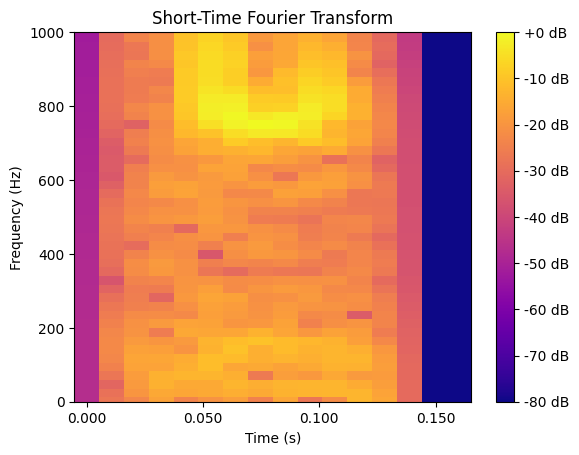 Short-Time Fourier Transform
1000
800
600
400
200
0
Frequency (Hz)
0.000
0.050
0.100
0.150
Time (s)
+0 dB
-10 dB
-20 dB
-30 dB
-40 dB
-50 dB
-60 dB
-70 dB
-80 dB